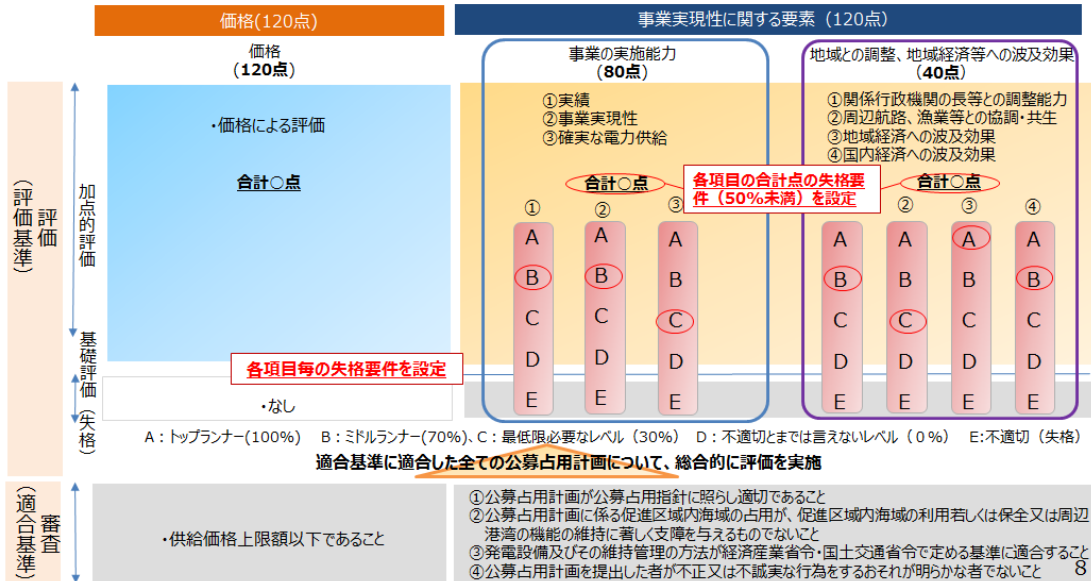 価格(120点)
事業実現性に関する要素（120点）
価格
(120点)
事業の実施能力
(80点)
地域との調整、地域経済等への波及効果
(40点)
評価
(評価基準)
加点的評価
・価格による評価
合計○点
①実績
②事業実現性
③確実な電力供給
①関係行政機関の長等との調整能力
②周辺航路、漁業等との協調・共生
③地域経済への波及効果
④国内経済への波及効果
合計○点
各項目の合計点の失格要
件（50%未満）を設定
合計○点
① ② ③ ② ③ ④
A A A A A A A
B B B B B B B
C C C C C C C
D D D D D D D
E E E E E E E
基礎評価（失格）
各項目毎の失格要件を設定
・なし
A：トップランナー(100%)　B：ミドルランナー(70%)、C：最低限必要なレベル（30%）　D：不適切とまでは言えないレベル（０%）　E:不適切（失格）
適合基準に適合した全ての公募占用計画について、総合的に評価を実施
審査
(適合基準)
・供給価格上限額以下であること
①公募占用計画が公募占用指針に照らし適切であること
②公募占用計画に係る促進区域内海域の占用が、促進区域内海域の利用若しくは保全又は周辺
港湾の機能の維持に著しく支障を与えるものでないこと
③発電設備及びその維持管理の方法が経済産業省令・国土交通省令で定める基準に適合すること
④公募占用計画を提出した者が不正又は不誠実な行為をするおそれが明らかな者でないこと
8